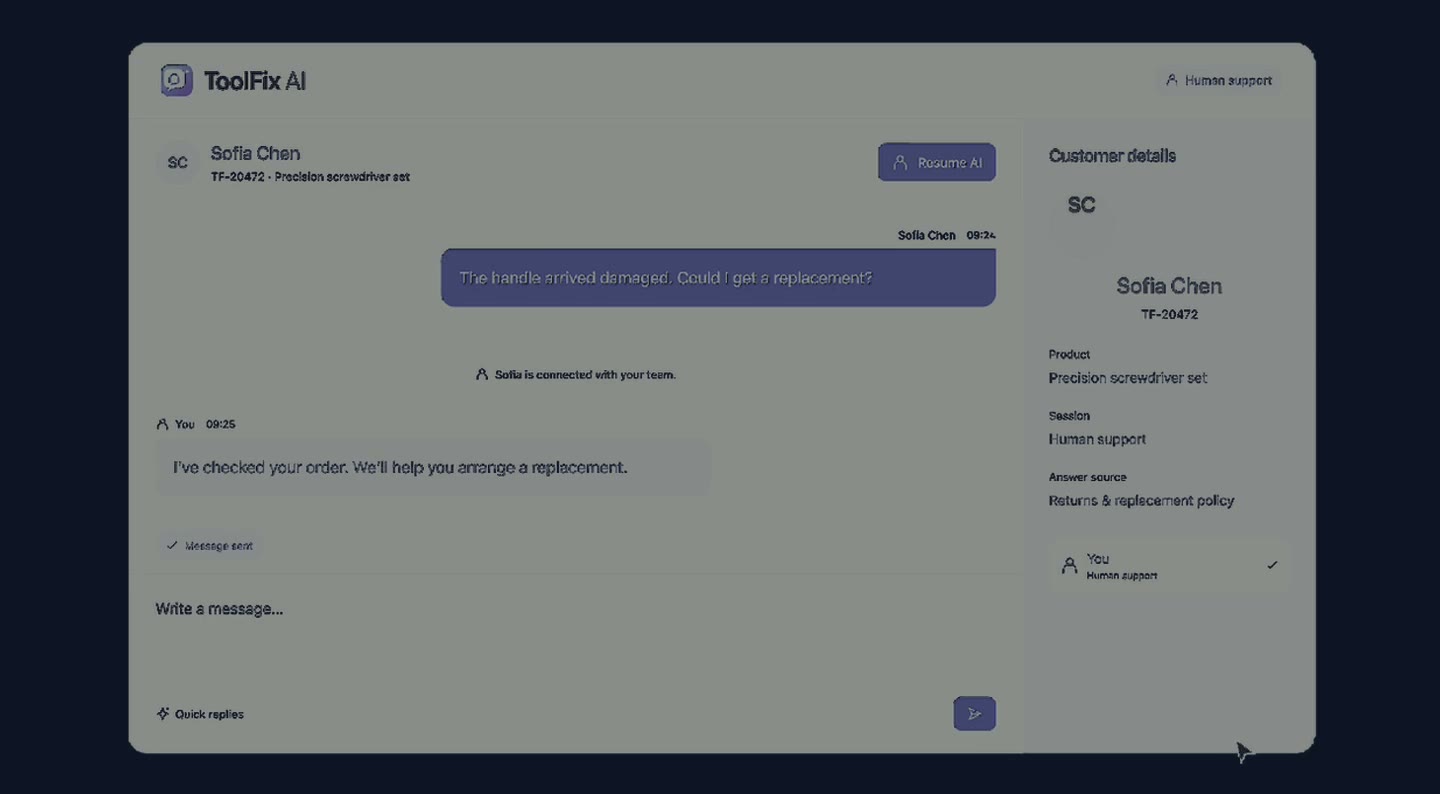 ToolFix AI
Human support
SC
Sofia Chen
TF-20472 · Precision screwdriver set
Resume AI
Sofia Chen 09:24
The handle arrived damaged. Could I get a replacement?
Sofia is connected with your team.
You 09:25
I've checked your order. We'll help you arrange a replacement.
Message sent
Write a message...
Quick replies
Customer details
SC
Sofia Chen
TF-20472
Product
Precision screwdriver set
Session
Human support
Answer source
Returns & replacement policy
You
Human support